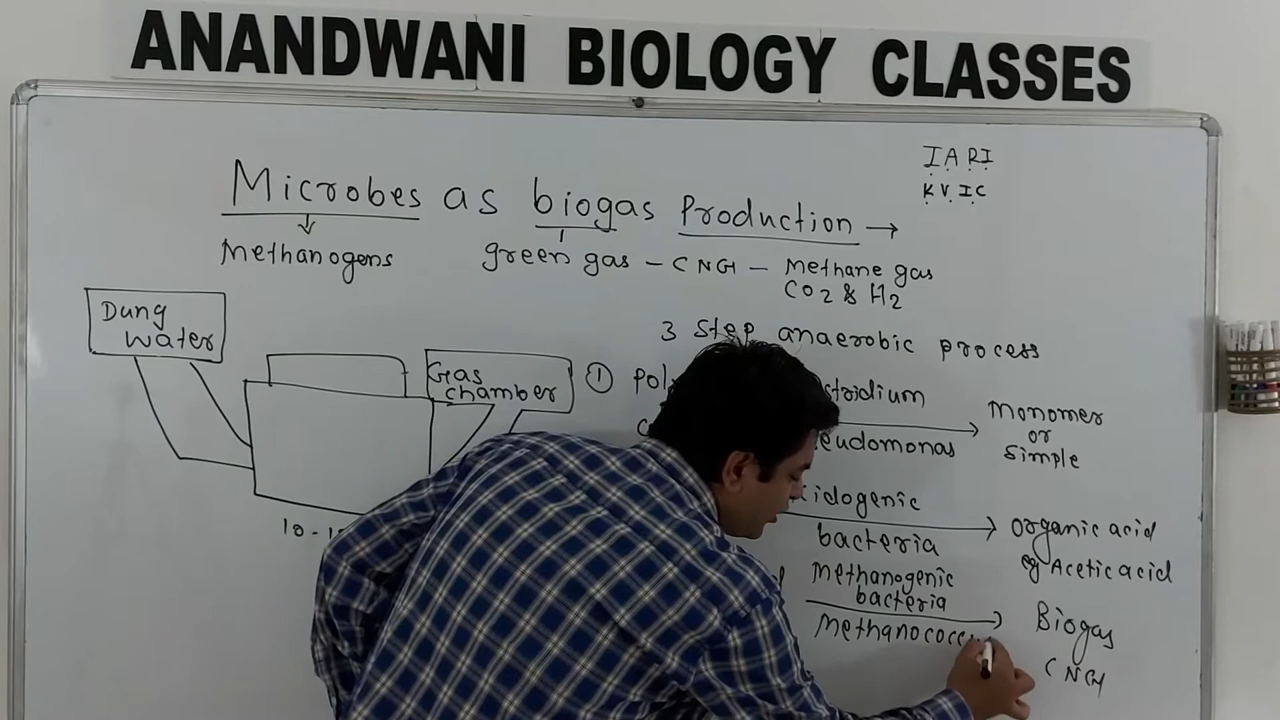 ANANDWANI BIOLOGY CLASSES
IARI
KVIC
Microbes as biogas Production →
Methanogens
green gas - CNG - Methane gas
CO2 & H2
Dung
Water
3 Step anaerobic process
Gas
chamber
① → Monomer
or
Simple
bacteria → organic acid
eg Acetic acid
Methanogenic
bacteria → Biogas
CNG